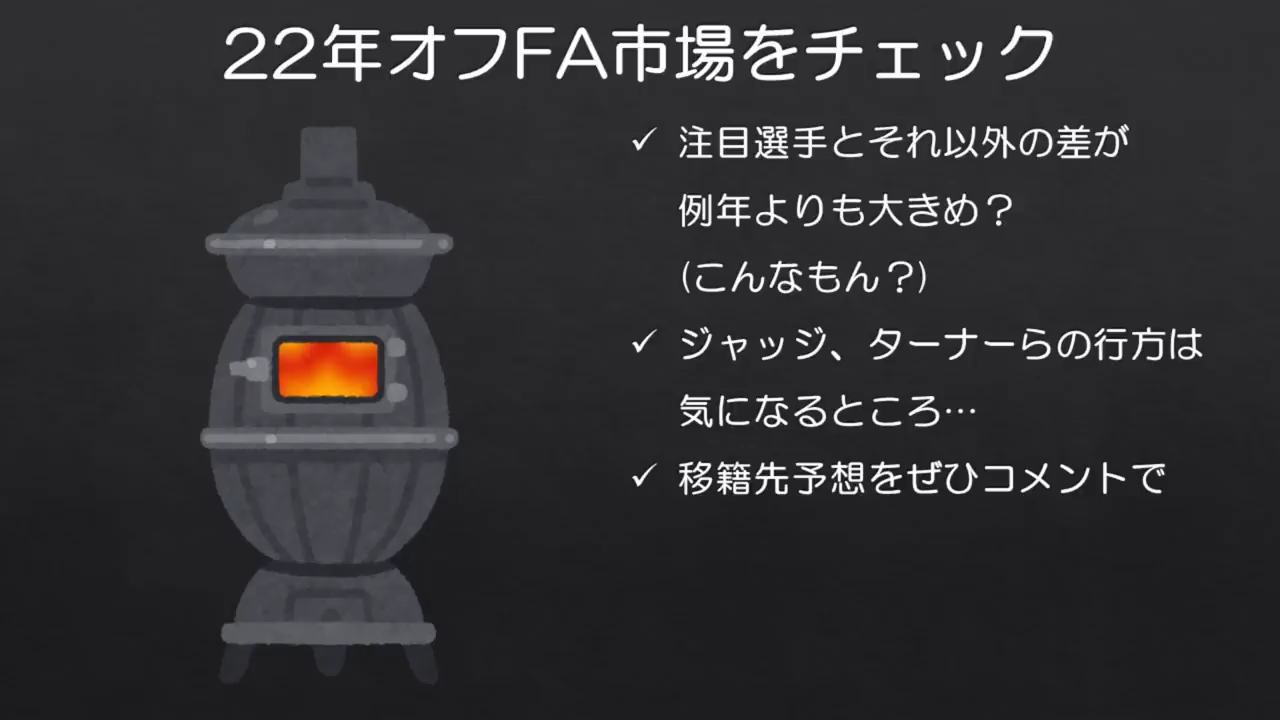 22年オフFA市場をチェック
✓ 注目選手とそれ以外の差が
例年よりも大きめ？
(こんなもん？)
✓ ジャッジ、ターナーらの行方は
気になるところ…
✓ 移籍先予想をぜひコメントで